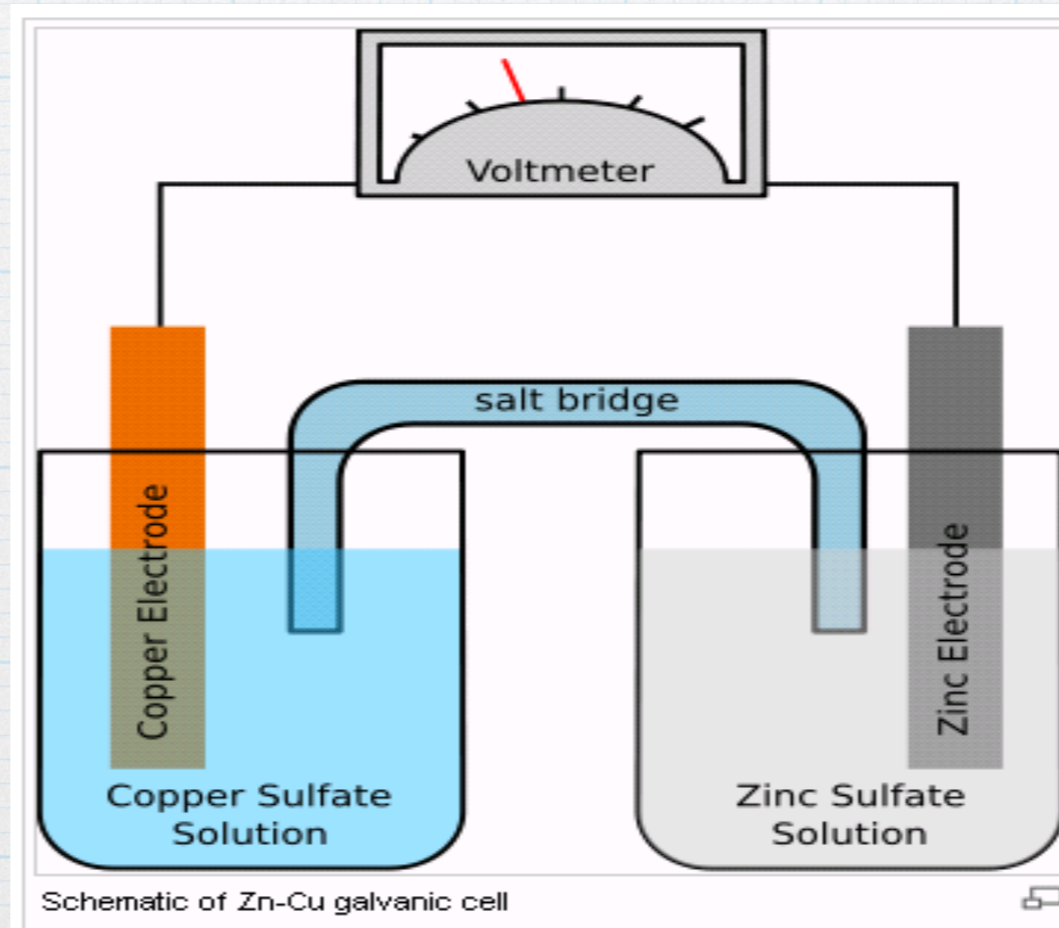 Voltmeter
salt bridge
Copper Electrode
Zinc Electrode
Copper Sulfate
Solution
Zinc Sulfate
Solution
Schematic of Zn-Cu galvanic cell